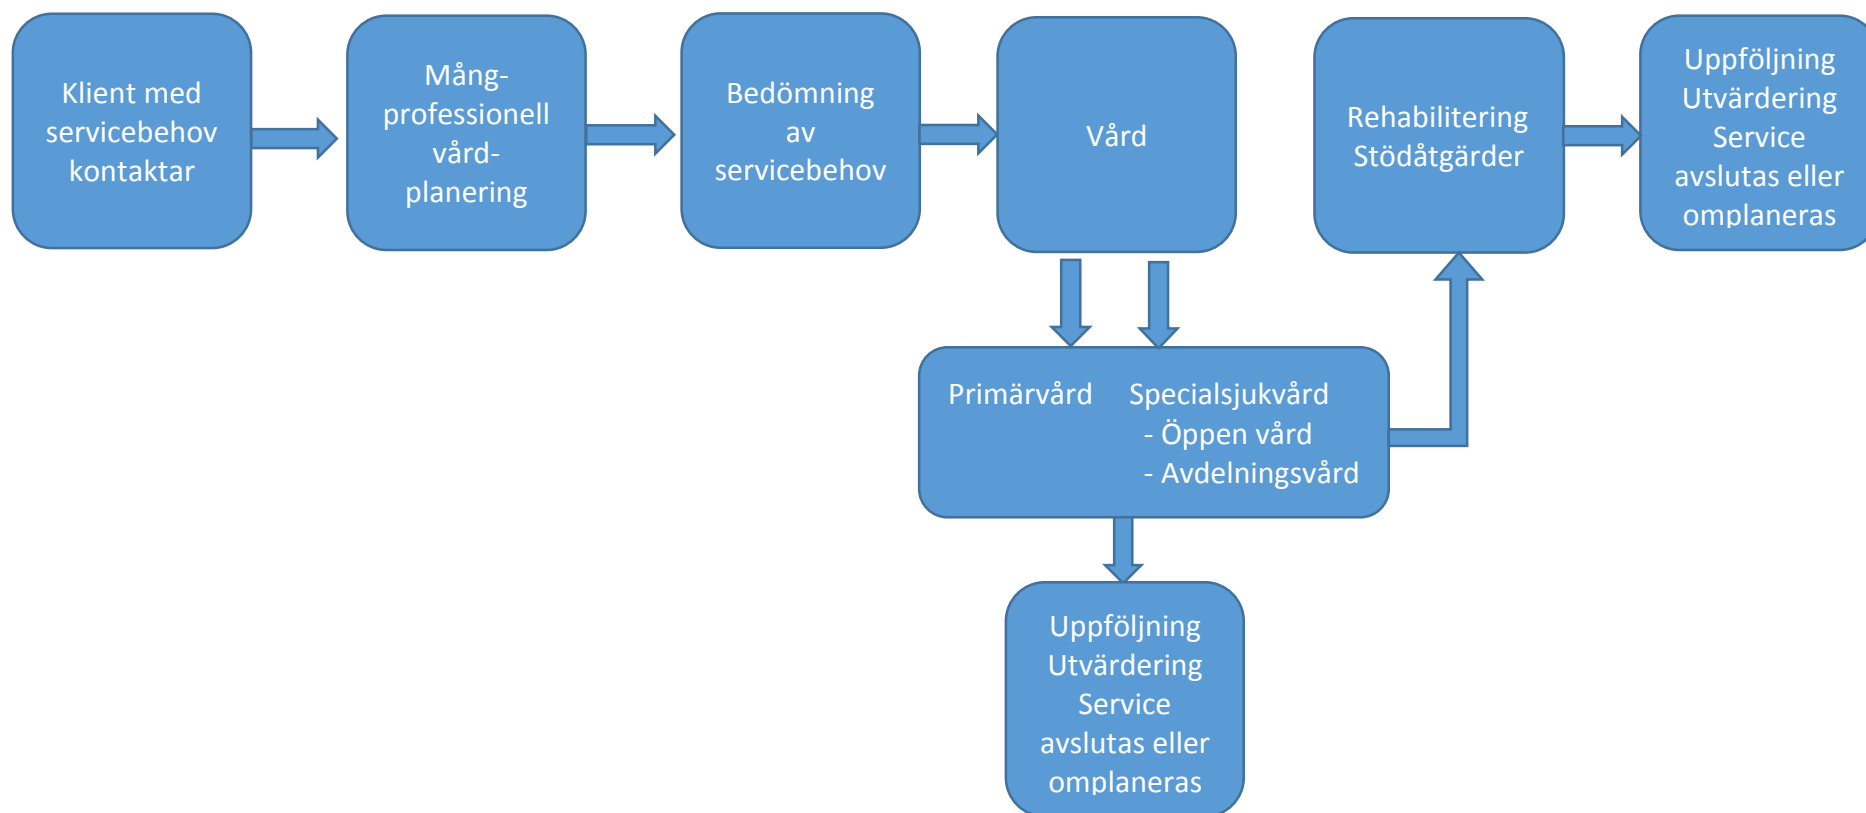 Klient med
servicebehov
kontaktar
Mång-
professionell
vård-
planering
Bedömning
av
servicebehov
Vård
Rehabilitering
Stödåtgärder
Uppföljning
Utvärdering
Service
avslutas eller
omplaneras
Primärvård
Specialsjukvård
- Öppen vård
- Avdelningsvård
Uppföljning
Utvärdering
Service
avslutas eller
omplaneras